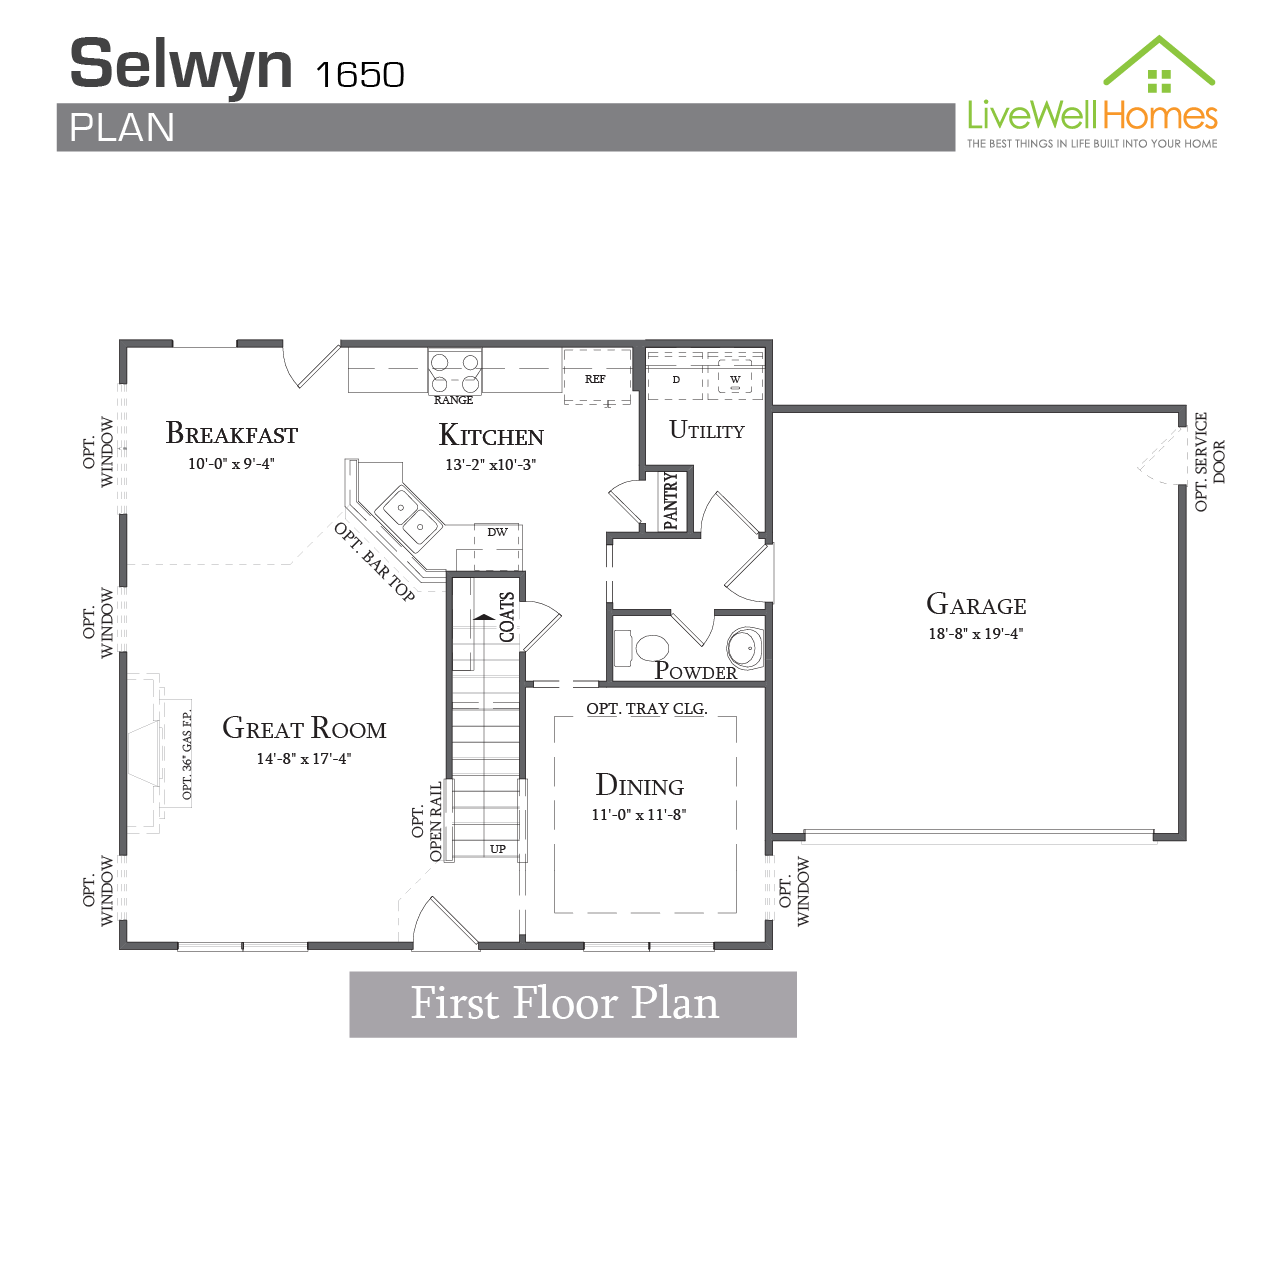 Selwyn 1650
PLAN
LiveWell Homes
THE BEST THINGS IN LIFE BUILT INTO YOUR HOME
RANGE
REF
D
W
BREAKFAST
10'-0" x 9'-4"
KITCHEN
13'-2" x10'-3"
UTILITY
OPT.
WINDOW
OPT. SERVICE
DOOR
PANTRY
DW
OPT. BAR TOP
OPT.
WINDOW
COATS
GARAGE
18'-8" x 19'-4"
POWDER
OPT. TRAY CLG.
GREAT ROOM
14'-8" x 17'-4"
OPT. 36" GAS F.P.
DINING
11'-0" x 11'-8"
OPT.
OPEN RAIL
UP
OPT.
WINDOW
OPT.
WINDOW
First Floor Plan